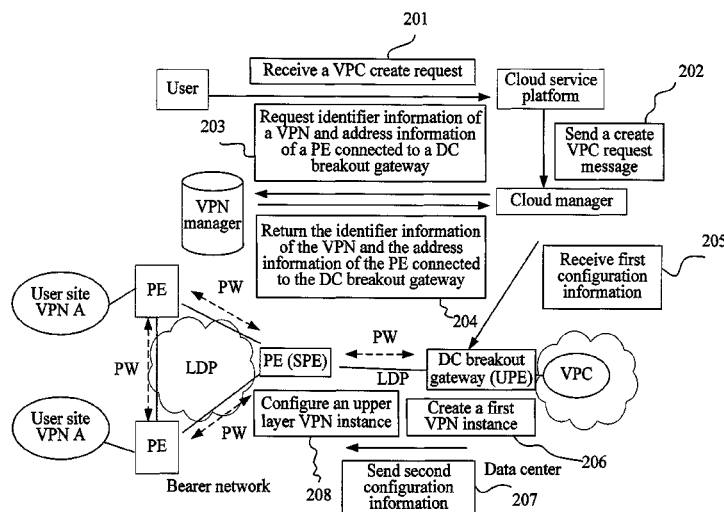 201
Receive a VPC create request
User
Cloud service
platform
202
203
Request identifier information of
a VPN and address information
of a PE connected to a DC
breakout gateway
Send a create
VPC request
message
VPN
manager
Cloud manager
Return the identifier
information
of the VPN and the address
information of the PE connected
to the DC breakout gateway
204
205
Receive first
configuration
information
User site
VPN A
PE
PW
PW
LDP
PE (SPE)
PW
LDP
DC breakout
gateway (UPE)
VPC
User site
VPN A
PE
PW
Configure an upper
layer VPN instance
208
Create a first
VPN instance
206
Bearer network
Send second
configuration
information
207
Data center